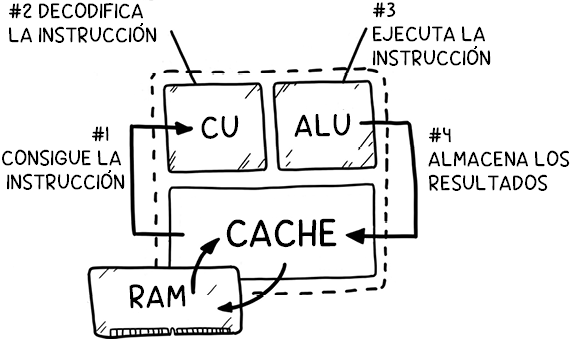 #2 DECODIFICA
LA INSTRUCCIÓN
#3
EJECUTA LA
INSTRUCCIÓN
CU
ALU
#1
CONSIGUE LA
INSTRUCCIÓN
#4
ALMACENA LOS
RESULTADOS
CACHE
RAM